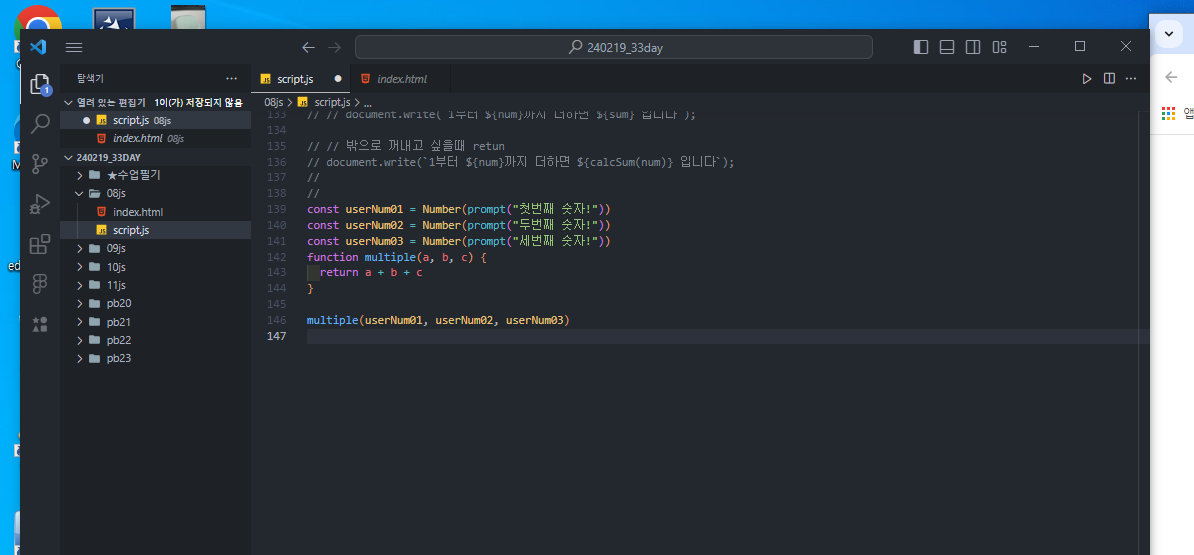 240219_33day
탐색기
script.js
index.html
열려 있는 편집기 1이(가) 저장되지 않음
script.js 08js
index.html 08js
240219_33DAY
★수업필기
08js
index.html
script.js
09js
10js
11js
pb20
pb21
pb22
pb23
08js > script.js > ...
133 // // document.write(`1부터 ${num}까지 더하면 ${sum} 입니다`);
134
135 // // 밖으로 꺼내고 싶을때 retun
136 // document.write(`1부터 ${num}까지 더하면 ${calcSum(num)} 입니다`);
137 //
138 //
139 const userNum01 = Number(prompt("첫번째 숫자!"))
140 const userNum02 = Number(prompt("두번째 숫자!"))
141 const userNum03 = Number(prompt("세번째 숫자!"))
142 function multiple(a, b, c) {
143 return a + b + c
144 }
145
146 multiple(userNum01, userNum02, userNum03)
147
1
앱